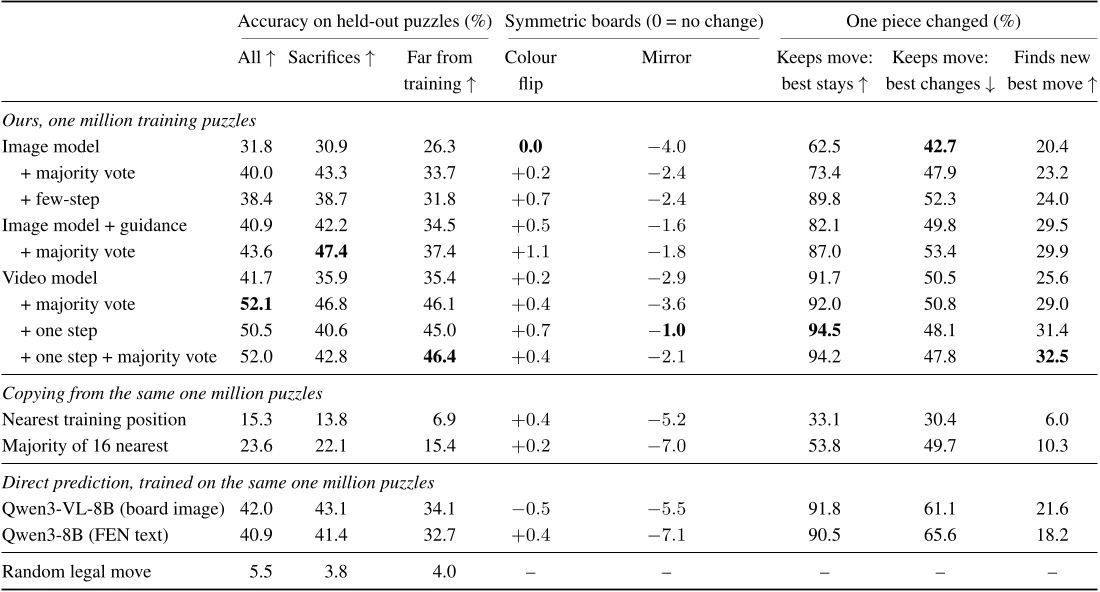 Accuracy on held-out puzzles (%) Symmetric boards (0 = no change) One piece changed (%)
All ↑ Sacrifices ↑ Far from Colour Mirror Keeps move: Keeps move: Finds new
training ↑ flip best stays ↑ best changes ↓ best move ↑
Ours, one million training puzzles
Image model 31.8 30.9 26.3 0.0 −4.0 62.5 42.7 20.4
+ majority vote 40.0 43.3 33.7 +0.2 −2.4 73.4 47.9 23.2
+ few-step 38.4 38.7 31.8 +0.7 −2.4 89.8 52.3 24.0
Image model + guidance 40.9 42.2 34.5 +0.5 −1.6 82.1 49.8 29.5
+ majority vote 43.6 47.4 37.4 +1.1 −1.8 87.0 53.4 29.9
Video model 41.7 35.9 35.4 +0.2 −2.9 91.7 50.5 25.6
+ majority vote 52.1 46.8 46.1 +0.4 −3.6 92.0 50.8 29.0
+ one step 50.5 40.6 45.0 +0.7 −1.0 94.5 48.1 31.4
+ one step + majority vote 52.0 42.8 46.4 +0.4 −2.1 94.2 47.8 32.5
Copying from the same one million puzzles
Nearest training position 15.3 13.8 6.9 +0.4 −5.2 33.1 30.4 6.0
Majority of 16 nearest 23.6 22.1 15.4 +0.2 −7.0 53.8 49.7 10.3
Direct prediction, trained on the same one million puzzles
Qwen3-VL-8B (board image) 42.0 43.1 34.1 −0.5 −5.5 91.8 61.1 21.6
Qwen3-8B (FEN text) 40.9 41.4 32.7 +0.4 −7.1 90.5 65.6 18.2
Random legal move 5.5 3.8 4.0 – – – – –